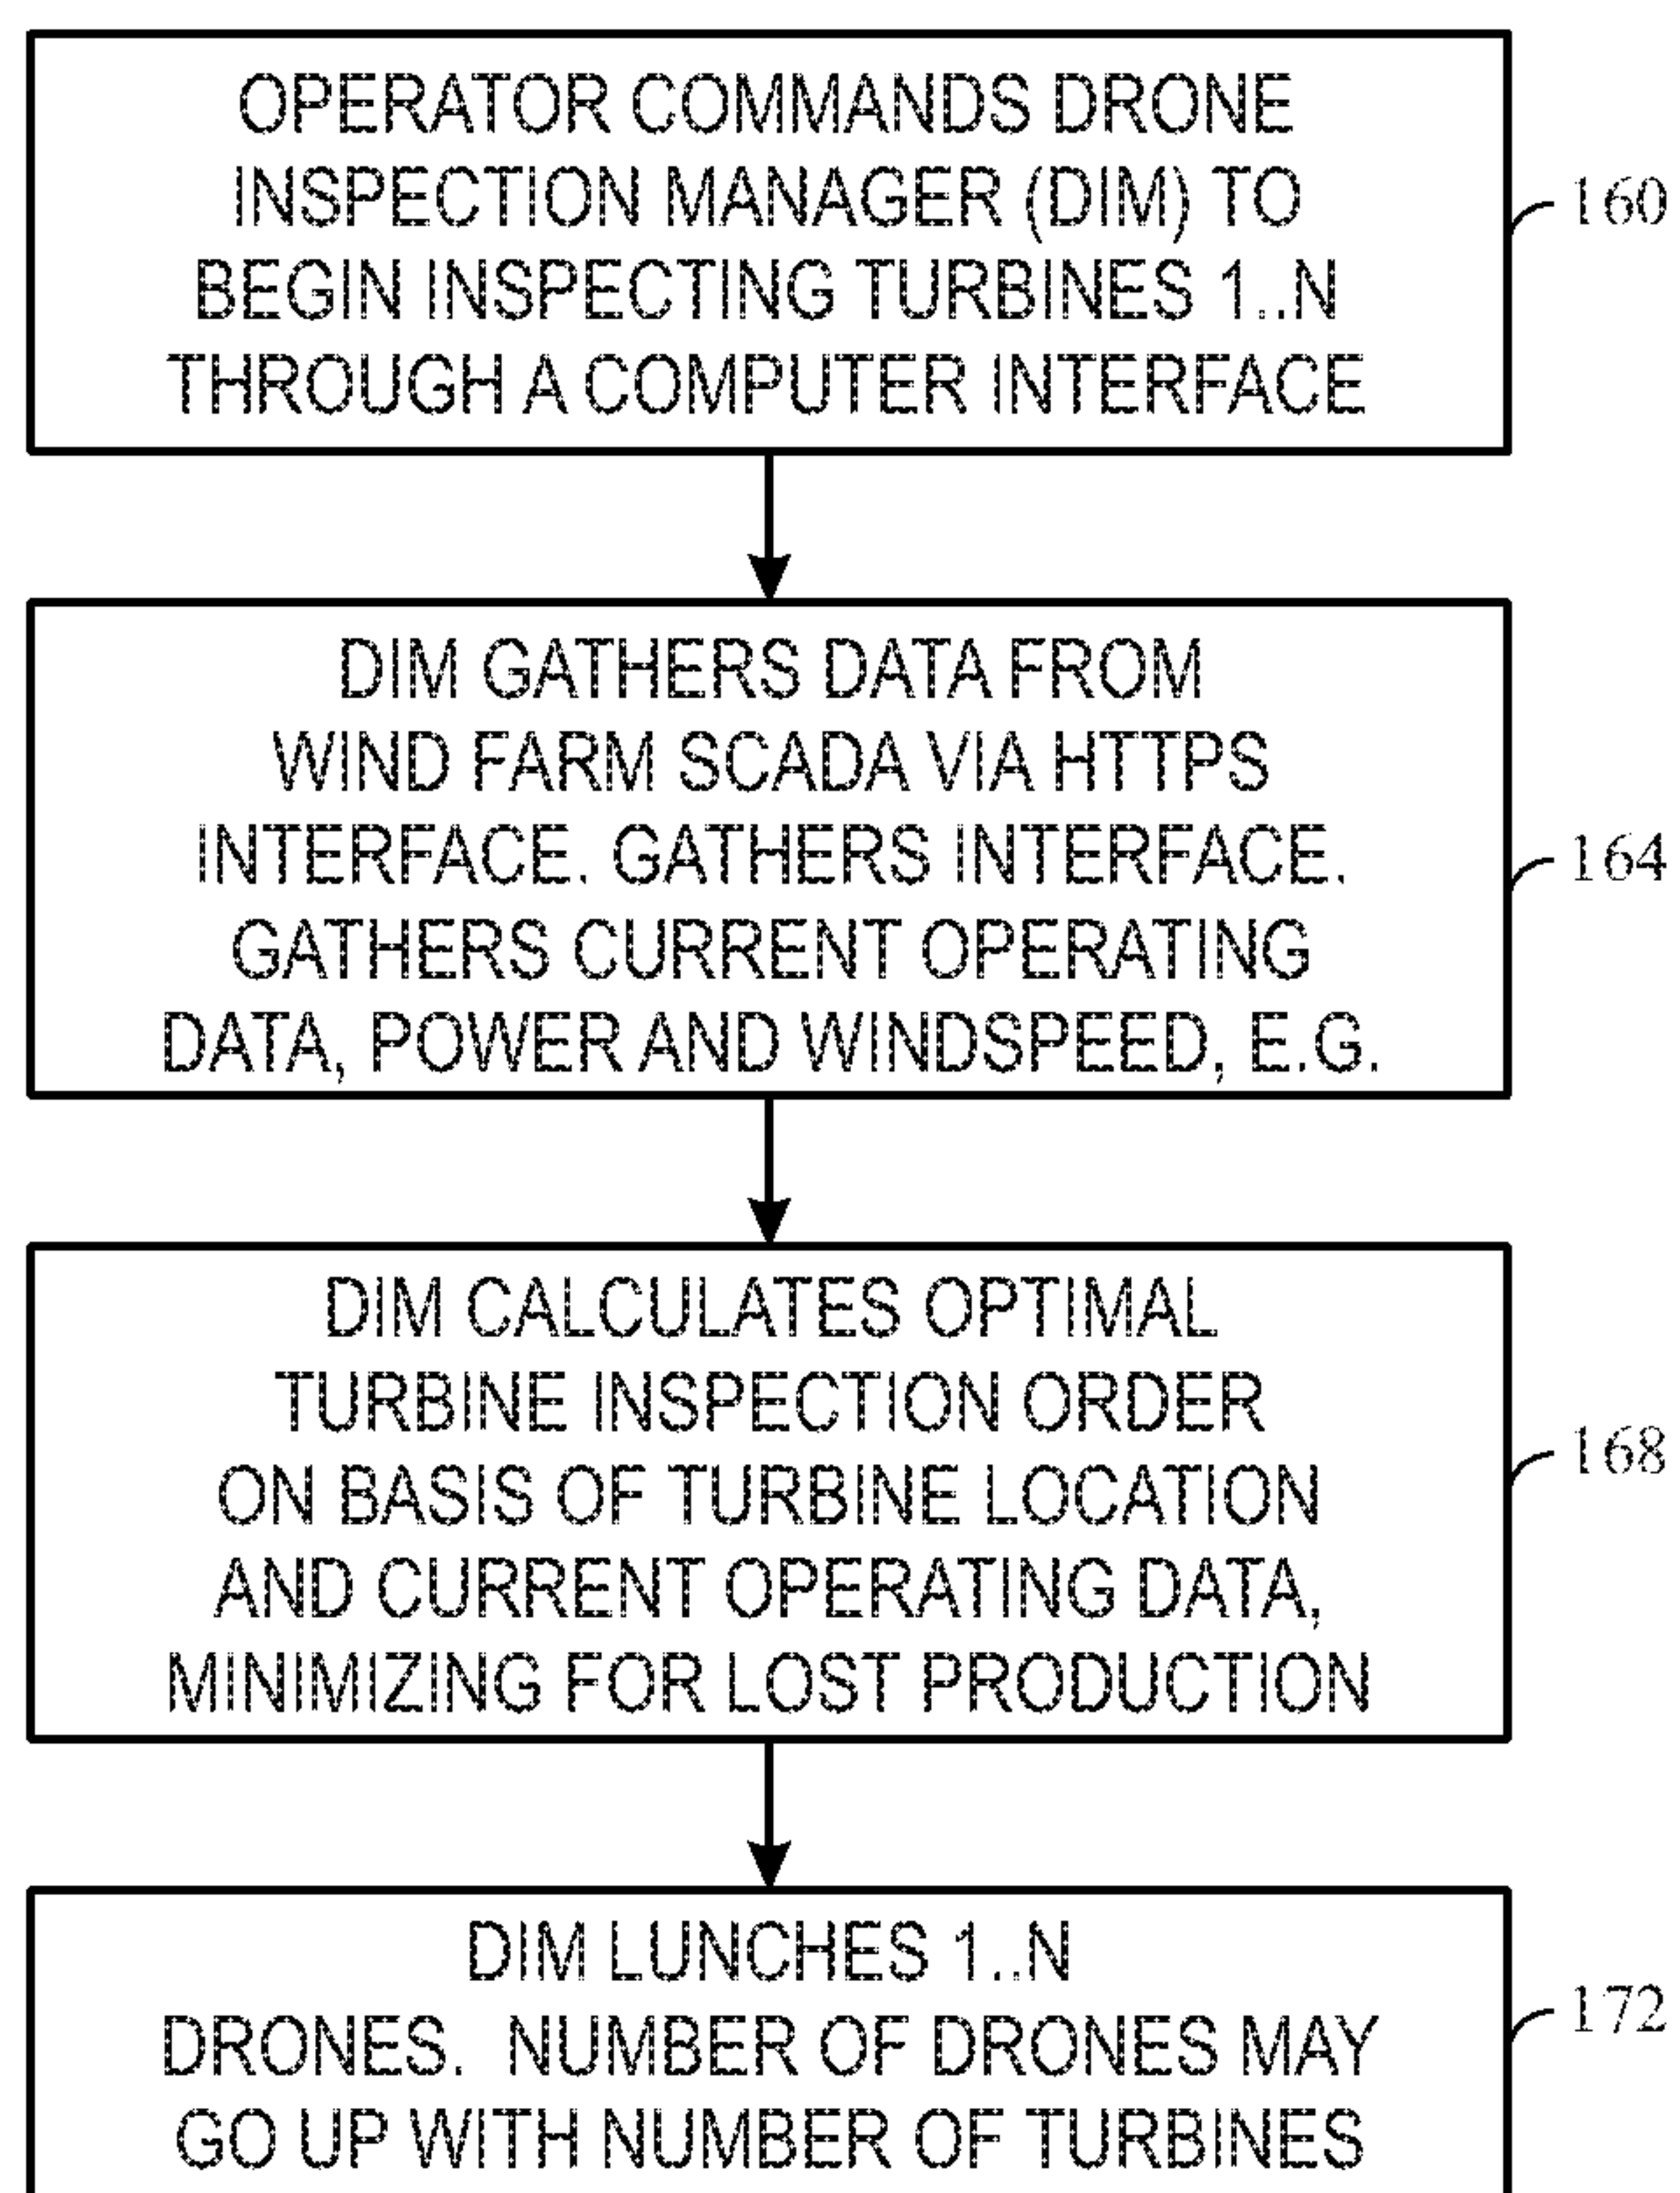 OPERATOR COMMANDS DRONE
INSPECTION MANAGER (DIM) TO
BEGIN INSPECTING TURBINES 1..N
THROUGH A COMPUTER INTERFACE
160
DIM GATHERS DATA FROM
WIND FARM SCADA VIA HTTPS
INTERFACE. GATHERS INTERFACE.
GATHERS CURRENT OPERATING
DATA, POWER AND WINDSPEED, E.G.
164
DIM CALCULATES OPTIMAL
TURBINE INSPECTION ORDER
ON BASIS OF TURBINE LOCATION
AND CURRENT OPERATING DATA,
MINIMIZING FOR LOST PRODUCTION
168
DIM LUNCHES 1..N
DRONES. NUMBER OF DRONES MAY
GO UP WITH NUMBER OF TURBINES
172